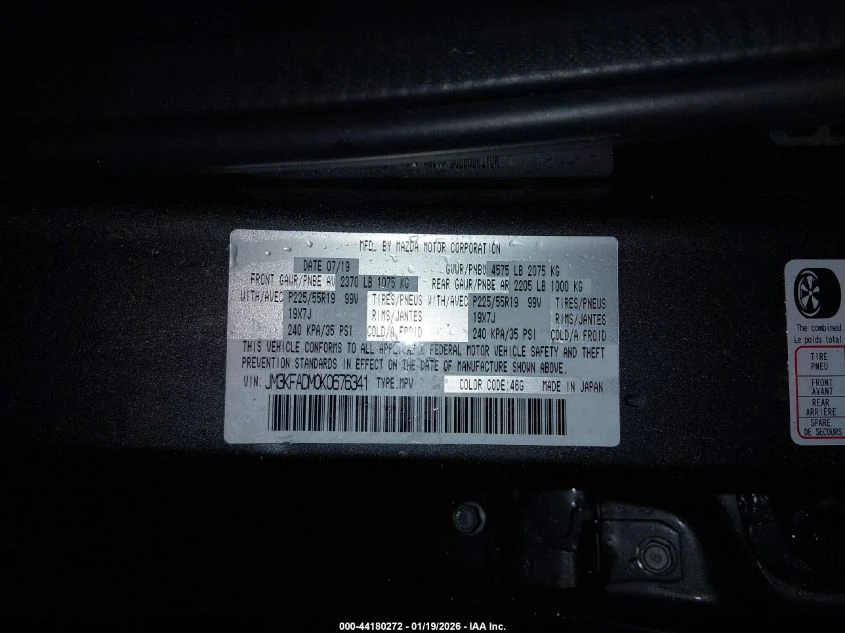 MFD. BY MAZDA MOTOR CORPORATION
DATE 07/19 GVWR/PNBV 4575 LB 2075 KG
FRONT GAWR/PNBE AV 2370 LB 1075 KG REAR GAWR/PNBE AR 2205 LB 1000 KG
WITH/AVEC P225/55R19 99V TIRES/PNEUS WITH/AVEC P225/55R19 99V TIRES/PNEUS
19X7J RIMS/JANTES 19X7J RIMS/JANTES
240 KPA/35 PSI COLD/A FROID 240 KPA/35 PSI COLD/A FROID
THIS VEHICLE CONFORMS TO ALL APPLICABLE FEDERAL MOTOR VEHICLE SAFETY AND THEFT
PREVENTION STANDARDS IN EFFECT ON THE DATE OF MANUFACTURE SHOWN ABOVE.
VIN: JM3KFADM0K0676341 TYPE:MPV COLOR CODE:46G MADE IN JAPAN
The combined
Le poids total
TIRE
PNEU
FRONT
AVANT
REAR
ARRIÈRE
SPARE
DE SECOURS
000-44180272 - 01/19/2026 - IAA Inc.